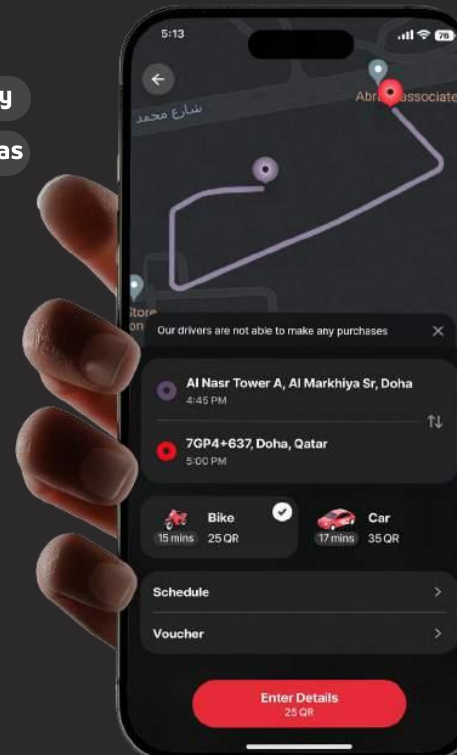 5:13
76
y
as
Abr associate
شارع محمد
Store
on
Our drivers are not able to make any purchases
Al Nasr Tower A, Al Markhiya Sr, Doha
4:45 PM
7GP4+637, Doha, Qatar
5:00 PM
Bike
15 mins 25 QR
Car
17 mins 35 QR
Schedule
Voucher
Enter Details
25 QR